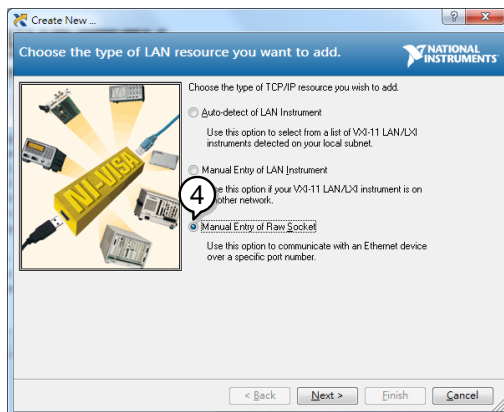 Create New ...
Choose the type of LAN resource you want to add.
NATIONAL INSTRUMENTS
Choose the type of TCP/IP resource you wish to add.
Auto-detect of LAN Instrument
Use this option to select from a list of VXI-11 LAN/LXI
instruments detected on your local subnet.
Manual Entry of LAN Instrument
this option if your VXI-11 LAN/LXI instrument is on
network.
4
Manual Entry of Raw Socket
Use this option to communicate with an Ethernet device
over a specific port number.
NI-VISA
< Back
Next >
Finish
Cancel